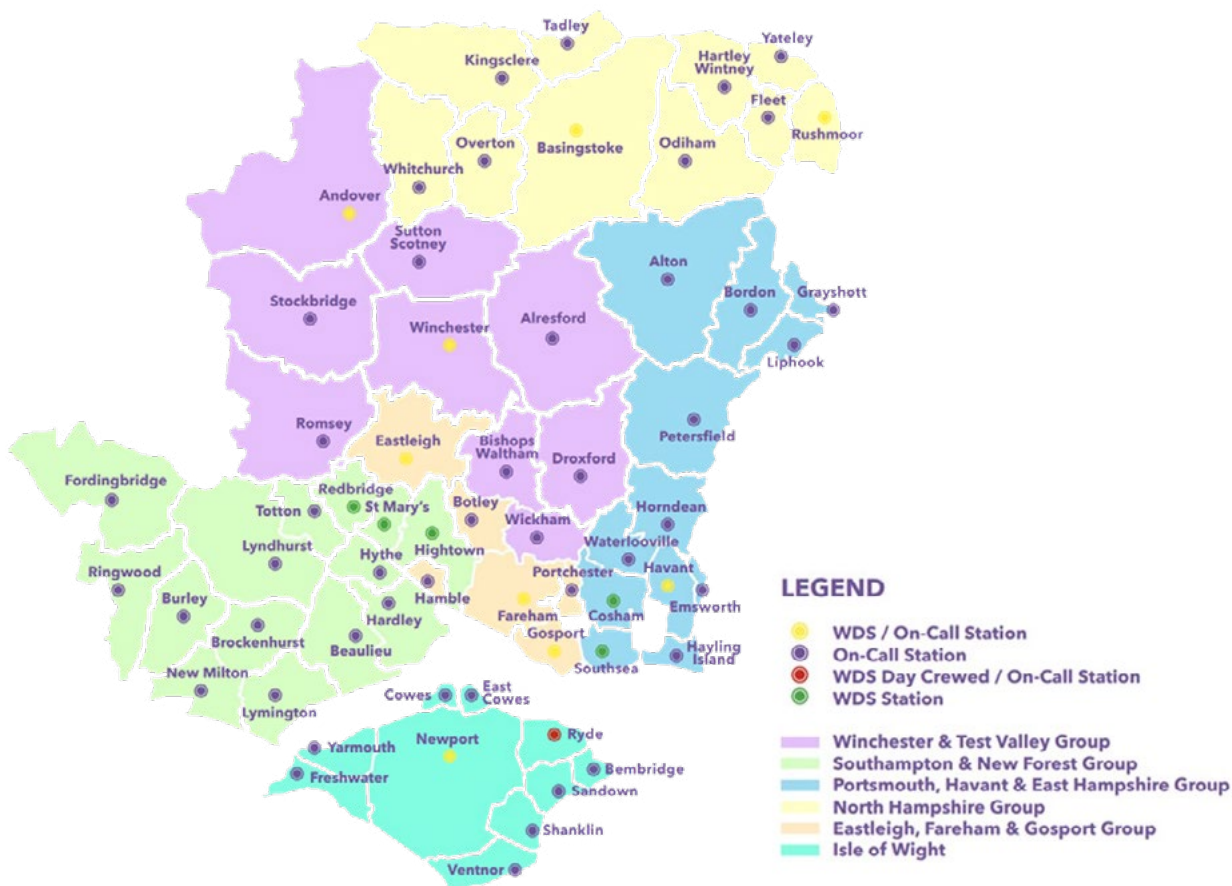 Tadley
Yateley
Kingsclere
Hartley
Wintney
Fleet
Rushmoor
Overton
Basingstoke
Odiham
Whitchurch
Andover
Sutton
Scotney
Alton
Bordon
Grayshott
Stockbridge
Winchester
Alresford
Liphook
Romsey
Eastleigh
Bishops
Waltham
Droxford
Petersfield
Fordingbridge
Redbridge
St Mary's
Totton
Botley
Horndean
Wickham
Waterlooville
Lyndhurst
Hythe
Hightown
Ringwood
Portchester
Havant
Burley
Hamble
Fareham
Cosham
Emsworth
Hardley
Brockenhurst
Beaulieu
Gosport
Southsea
Hayling
Island
New Milton
Lymington
Cowes
East
Cowes
Yarmouth
Newport
Ryde
Freshwater
Bembridge
Sandown
Shanklin
Ventnor
LEGEND
WDS / On-Call Station
On-Call Station
WDS Day Crewed / On-Call Station
WDS Station
Winchester & Test Valley Group
Southampton & New Forest Group
Portsmouth, Havant & East Hampshire Group
North Hampshire Group
Eastleigh, Fareham & Gosport Group
Isle of Wight